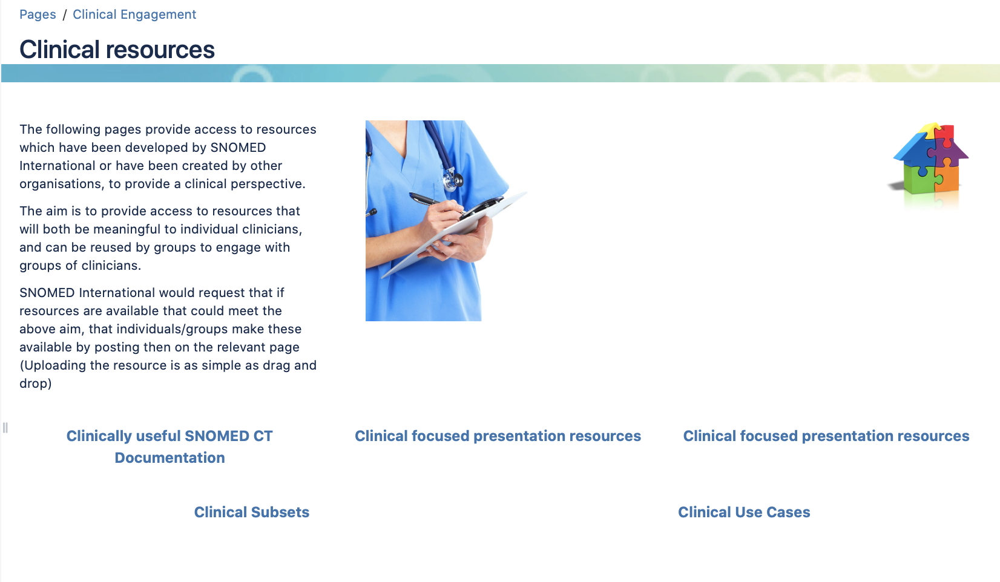 Pages / Clinical Engagement
Clinical resources
The following pages provide access to resources
which have been developed by SNOMED
International or have been created by other
organisations, to provide a clinical perspective.
The aim is to provide access to resources that
will both be meaningful to individual clinicians,
and can be reused by groups to engage with
groups of clinicians.
SNOMED International would request that if
resources are available that could meet the
above aim, that individuals/groups make these
available by posting then on the relevant page
(Uploading the resource is as simple as drag and
drop)
Clinically useful SNOMED CT
Documentation
Clinical focused presentation resources
Clinical focused presentation resources
Clinical Subsets
Clinical Use Cases